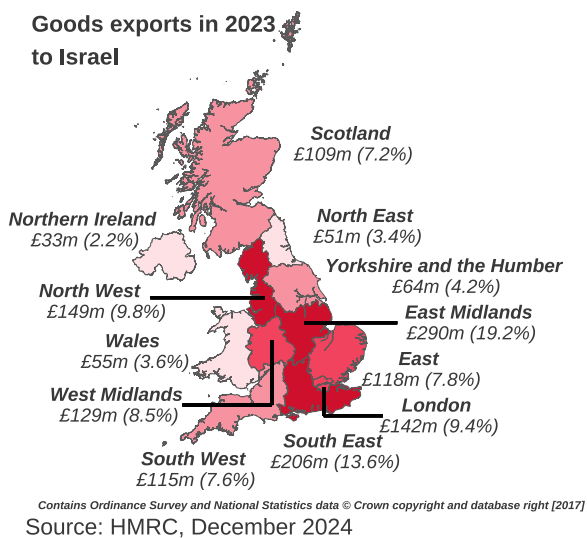 Goods exports in 2023
to Israel
Scotland
£109m (7.2%)
Northern Ireland
£33m (2.2%)
North East
£51m (3.4%)
Yorkshire and the Humber
£64m (4.2%)
North West
£149m (9.8%)
East Midlands
£290m (19.2%)
Wales
£55m (3.6%)
East
£118m (7.8%)
West Midlands
£129m (8.5%)
London
£142m (9.4%)
South East
£206m (13.6%)
South West
£115m (7.6%)
Contains Ordinance Survey and National Statistics data © Crown copyright and database right [2017]
Source: HMRC, December 2024